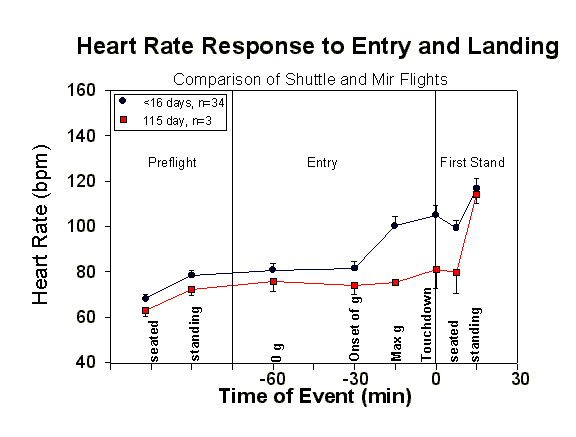 Heart Rate Response to Entry and Landing
Comparison of Shuttle and Mir Flights
<16 days, n=34
115 day, n=3
Preflight
Entry
First Stand
Heart Rate (bpm)
160
140
120
100
80
60
40
seated
standing
0 g
Onset of g
Max g
Touchdown
seated
standing
-60
-30
0
30
Time of Event (min)